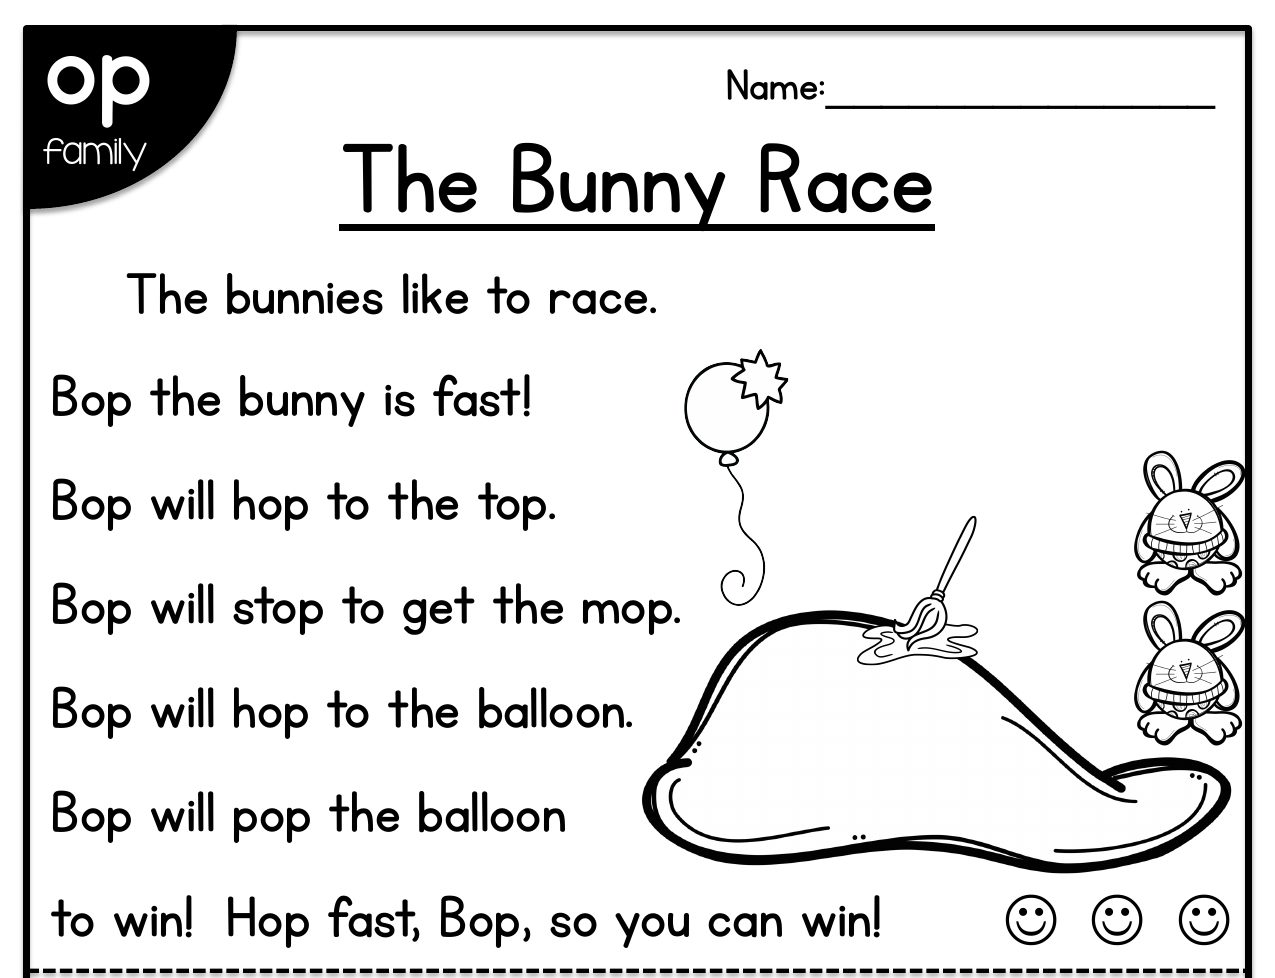 op
family
Name:
The Bunny Race
The bunnies like to race.
Bop the bunny is fast!
Bop will hop to the top.
Bop will stop to get the mop.
Bop will hop to the balloon.
Bop will pop the balloon
to win! Hop fast, Bop, so you can win!